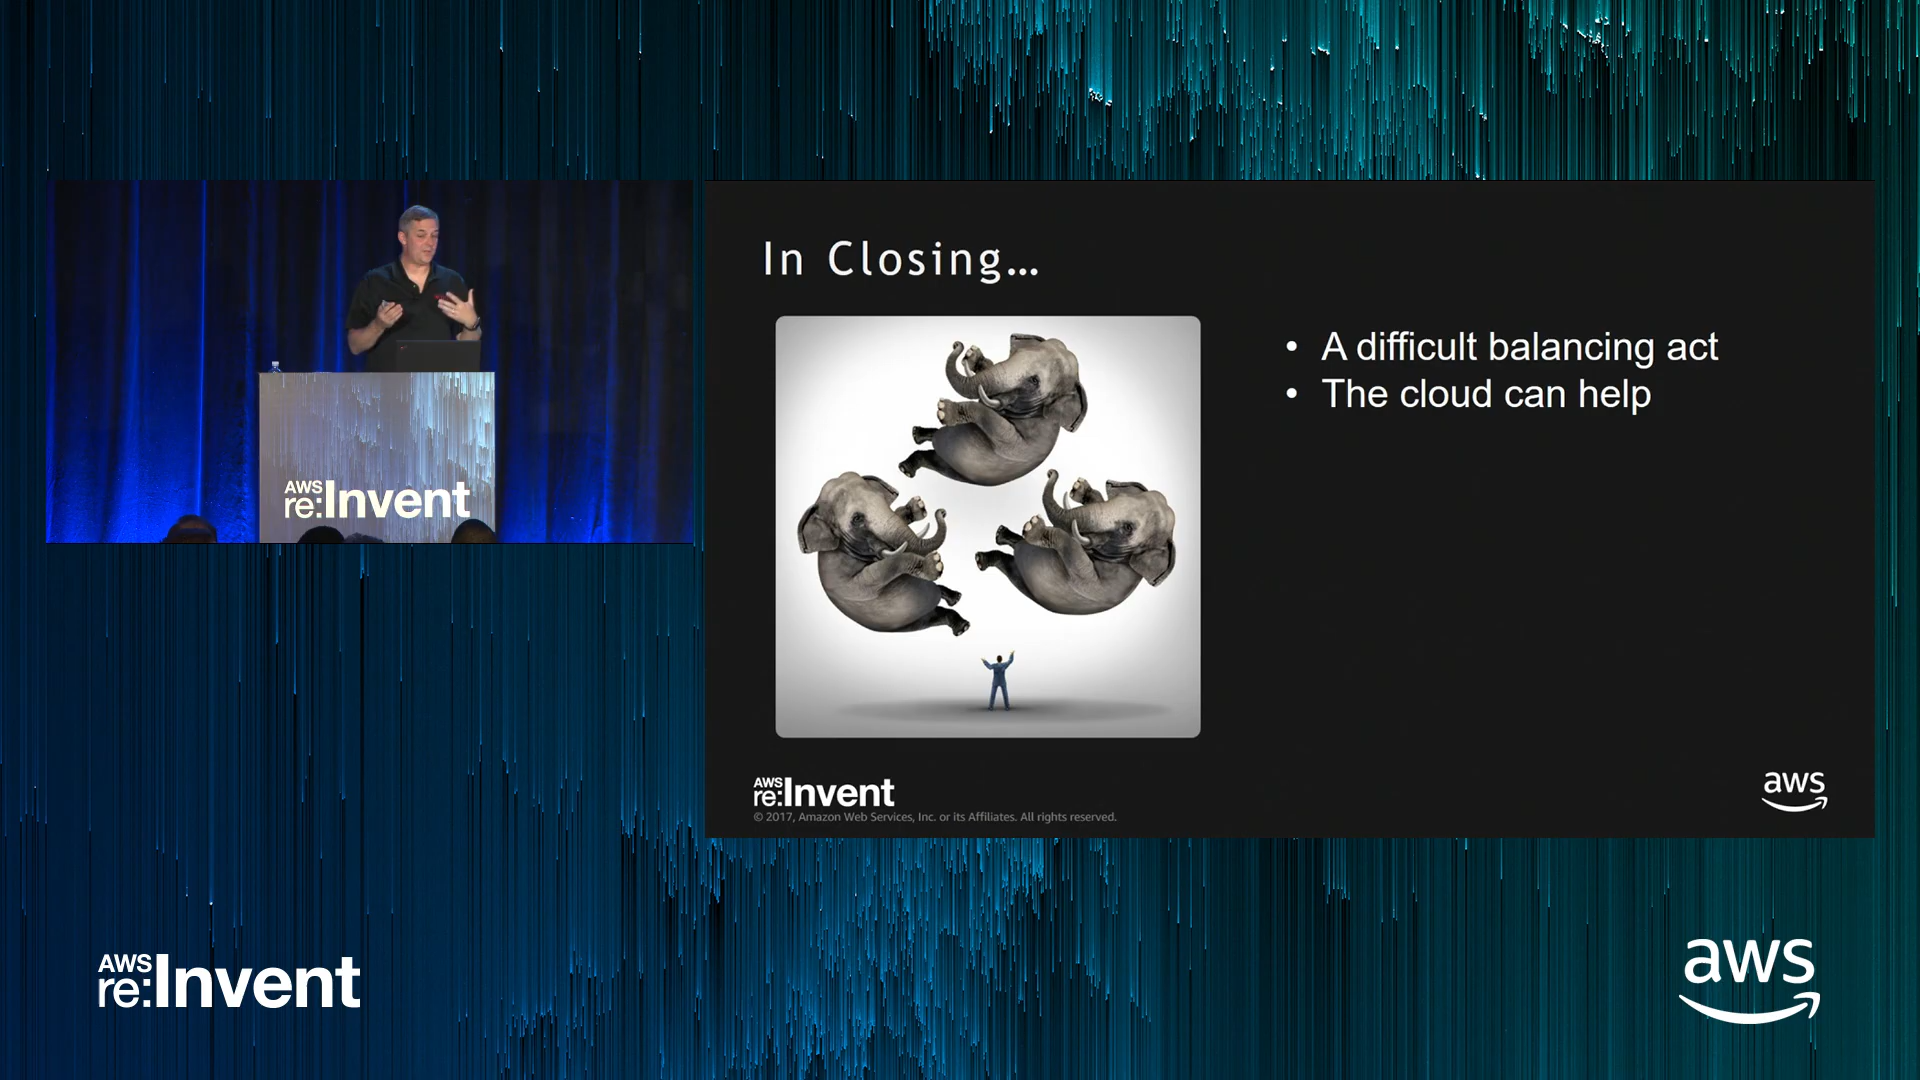 In Closing...
• A difficult balancing act
• The cloud can help
AWS
re:Invent
AWS
re:Invent
© 2017, Amazon Web Services, Inc. or its Affiliates. All rights reserved.
aws
AWS
re:Invent
aws